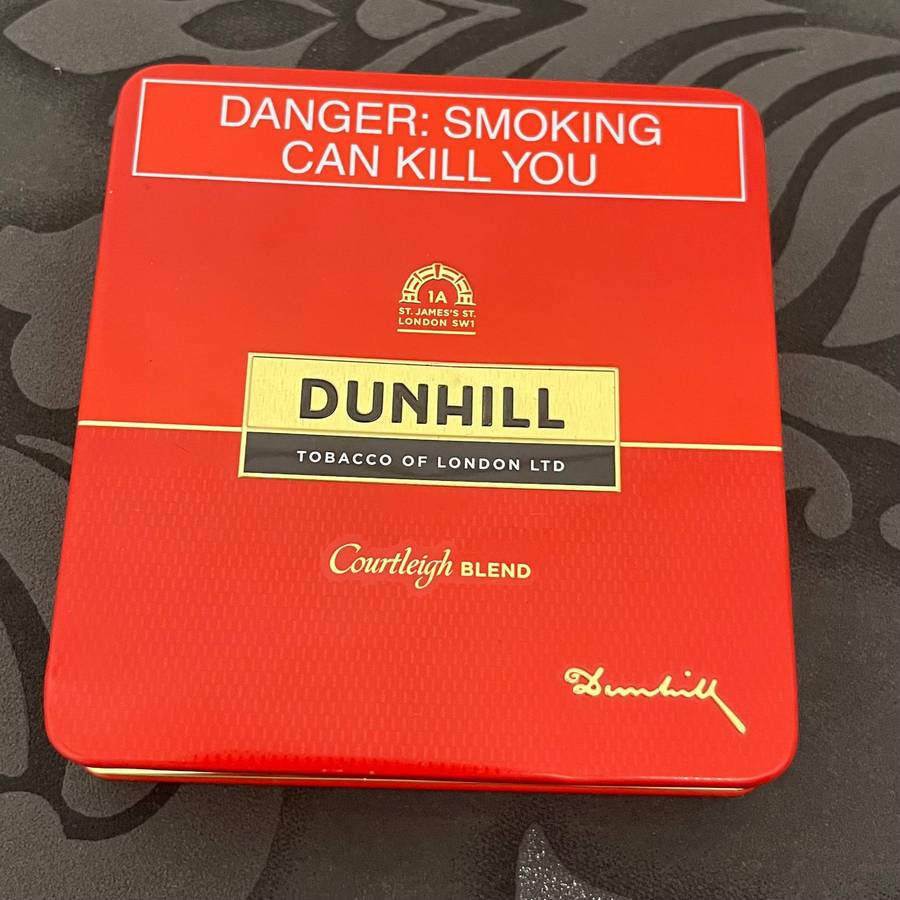 DANGER: SMOKING
CAN KILL YOU
1A
ST. JAMES'S ST.
LONDON SW1
DUNHILL
TOBACCO OF LONDON LTD
Courtleigh BLEND
Dunhill